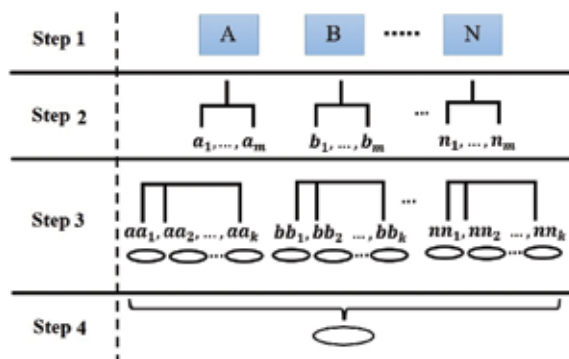 Step 1 A B ..... N
Step 2 a₁, ..., aₘ b₁, ..., bₘ ... n₁, ..., nₘ
Step 3 ...
aa₁, aa₂, ..., aaₖ bb₁, bb₂ ..., bbₖ nn₁, nn₂ ..., nnₖ
... ... ...
Step 4